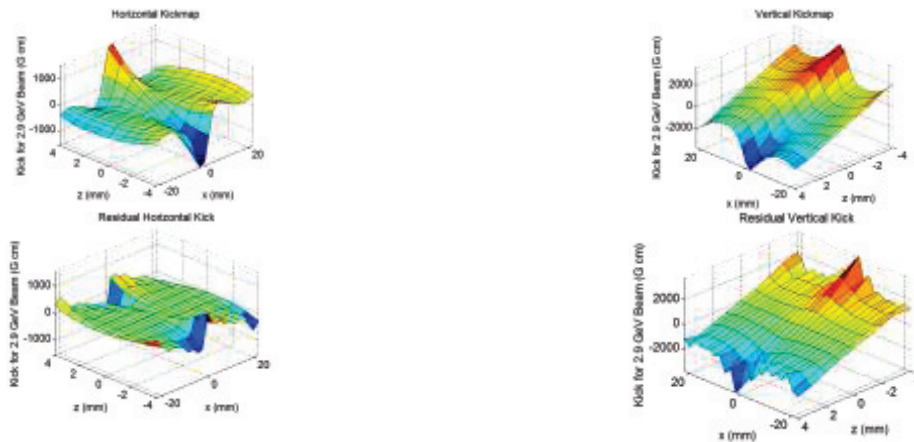 Horizontal Kickmap
Kick for 2.9 GeV Beam (G cm)
1000
0
-1000
4
2
0
-2
-4
z (mm)
-20
0
20
x (mm)
Vertical Kickmap
Kick for 2.9 GeV Beam (G cm)
2000
0
-2000
20
0
-20
x (mm)
4
2
0
-2
-4
z (mm)
Residual Horizontal Kick
Kick for 2.9 GeV Beam (G cm)
1000
0
-1000
4
2
0
-2
-4
z (mm)
-20
0
20
x (mm)
Residual Vertical Kick
Kick for 2.9 GeV Beam (G cm)
2000
0
-2000
20
0
-20
x (mm)
4
2
0
-2
z (mm)